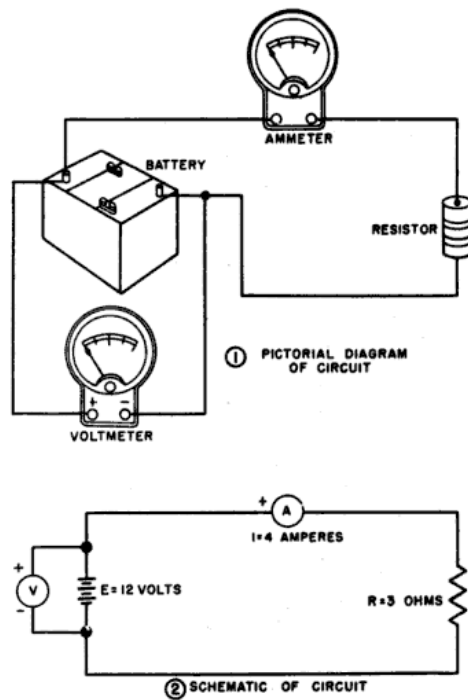 AMMETER
BATTERY
RESISTOR
① PICTORIAL DIAGRAM
OF CIRCUIT
+ -
VOLTMETER
+
A
I=4 AMPERES
+
V
-
E=12 VOLTS
R=3 OHMS
② SCHEMATIC OF CIRCUIT